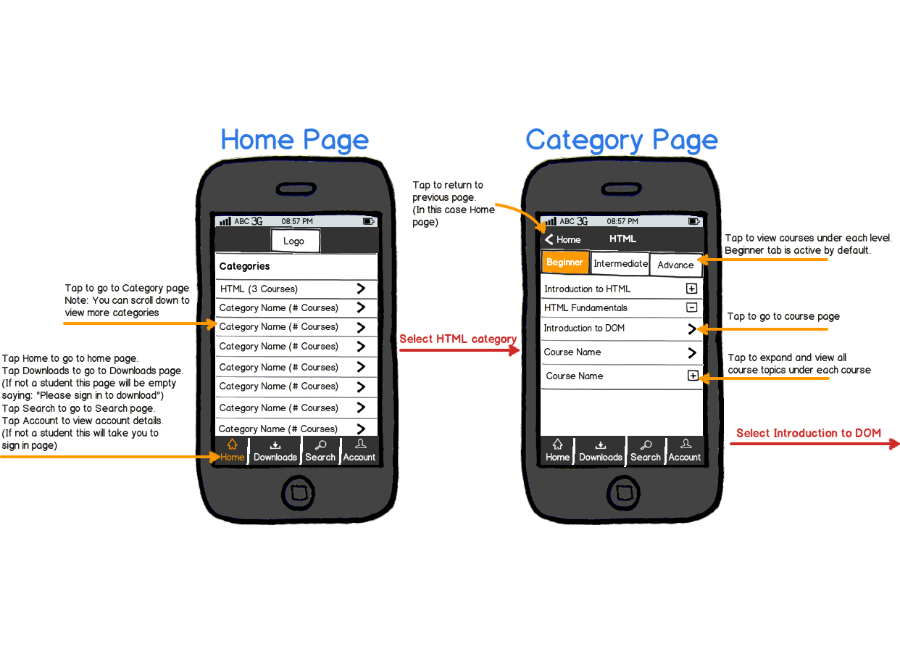 Home Page
Category Page
Tap to return to
previous page.
(In this case Home
page)
ABC 3G 08:57 PM
Logo
Categories
HTML (3 Courses)
Category Name (# Courses)
Category Name (# Courses)
Category Name (# Courses)
Category Name (# Courses)
Category Name (# Courses)
Category Name (# Courses)
Category Name (# Courses)
Home Downloads Search Account
Tap to go to Category page
Note: You can scroll down to
view more categories
Tap Home to go to home page.
Tap Downloads to go to Downloads page.
(If not a student this page will be empty
saying: "Please sign in to download")
Tap Search to go to Search page.
Tap Account to view account details.
(If not a student this will take you to
sign in page)
Select HTML category
ABC 3G 08:57 PM
Home HTML
Beginner Intermediate Advance
Introduction to HTML
HTML Fundamentals
Introduction to DOM
Course Name
Course Name
Home Downloads Search Account
Tap to view courses under each level.
Beginner tab is active by default.
Tap to go to course page
Tap to expand and view all
course topics under each course
Select Introduction to DOM